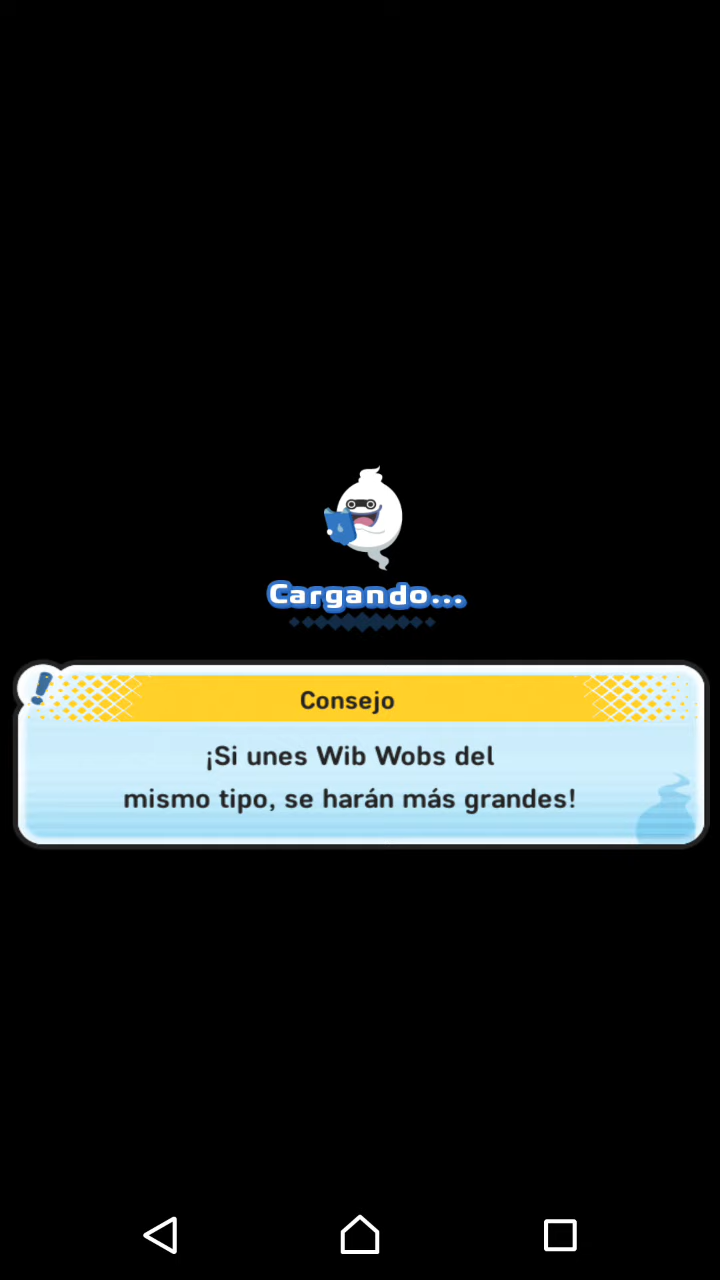 Cargando...
Consejo
¡Si unes Wib Wobs del
mismo tipo, se harán más grandes!